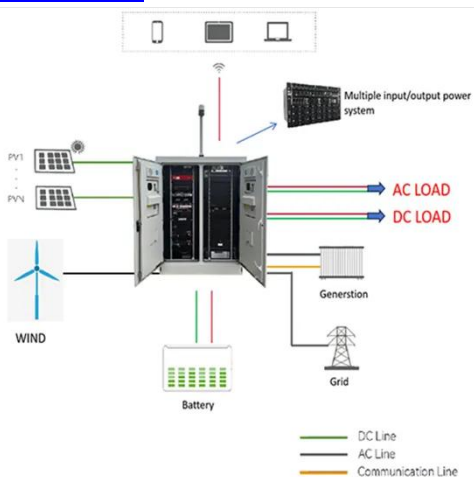 Multiple input/output power
system
PV1
PVN
AC LOAD
DC LOAD
WIND
Generstion
Grid
Battery
DC Line
AC Line
Communication Line